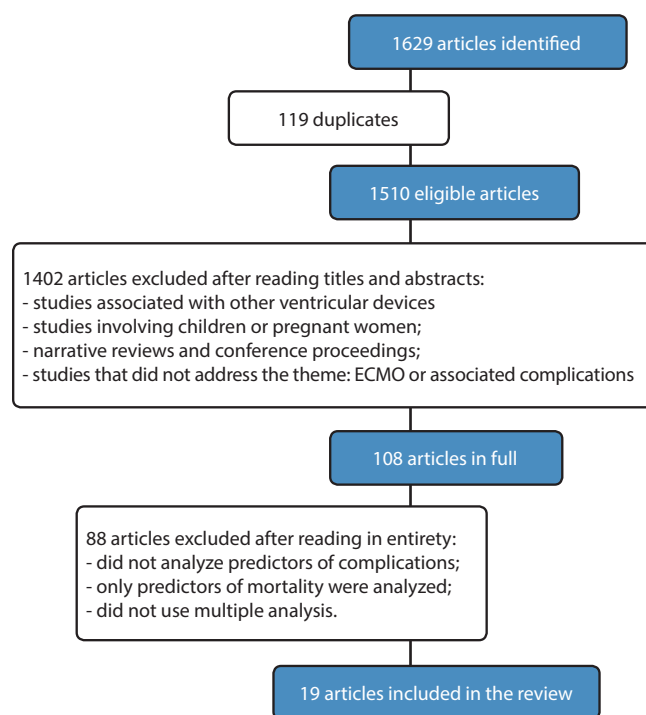 1629 articles identified
119 duplicates
1510 eligible articles
1402 articles excluded after reading titles and abstracts:
- studies associated with other ventricular devices
- studies involving children or pregnant women;
- narrative reviews and conference proceedings;
- studies that did not address the theme: ECMO or associated complications
108 articles in full
88 articles excluded after reading in entirety:
- did not analyze predictors of complications;
- only predictors of mortality were analyzed;
- did not use multiple analysis.
19 articles included in the review